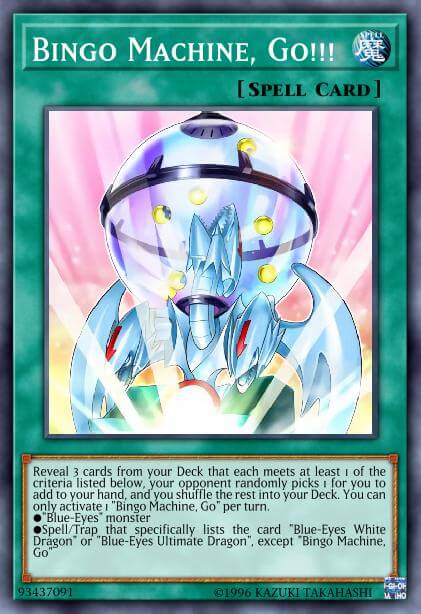 Bingo Machine, Go!!!
SPELL
魔
[Spell Card]
Reveal 3 cards from your Deck that each meets at least 1 of the
criteria listed below, your opponent randomly picks 1 for you to
add to your hand, and you shuffle the rest into your Deck. You can
only activate 1 "Bingo Machine, Go" per turn.
●"Blue-Eyes" monster
●Spell/Trap that specifically lists the card "Blue-Eyes White
Dragon" or "Blue-Eyes Ultimate Dragon", except "Bingo Machine,
Go"
93437091
©1996 KAZUKI TAKAHASHI